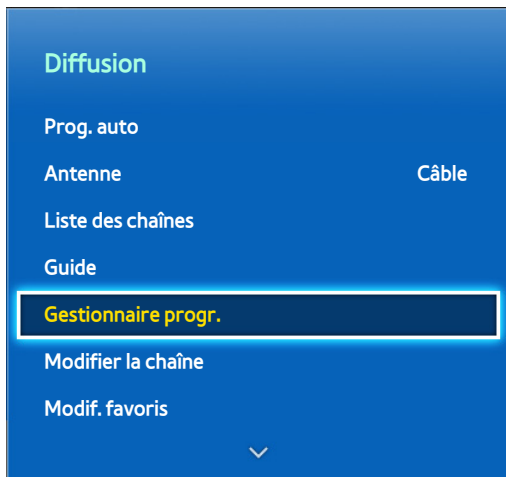 Diffusion
Prog. auto
Antenne Câble
Liste des chaînes
Guide
Gestionnaire progr.
Modifier la chaîne
Modif. favoris